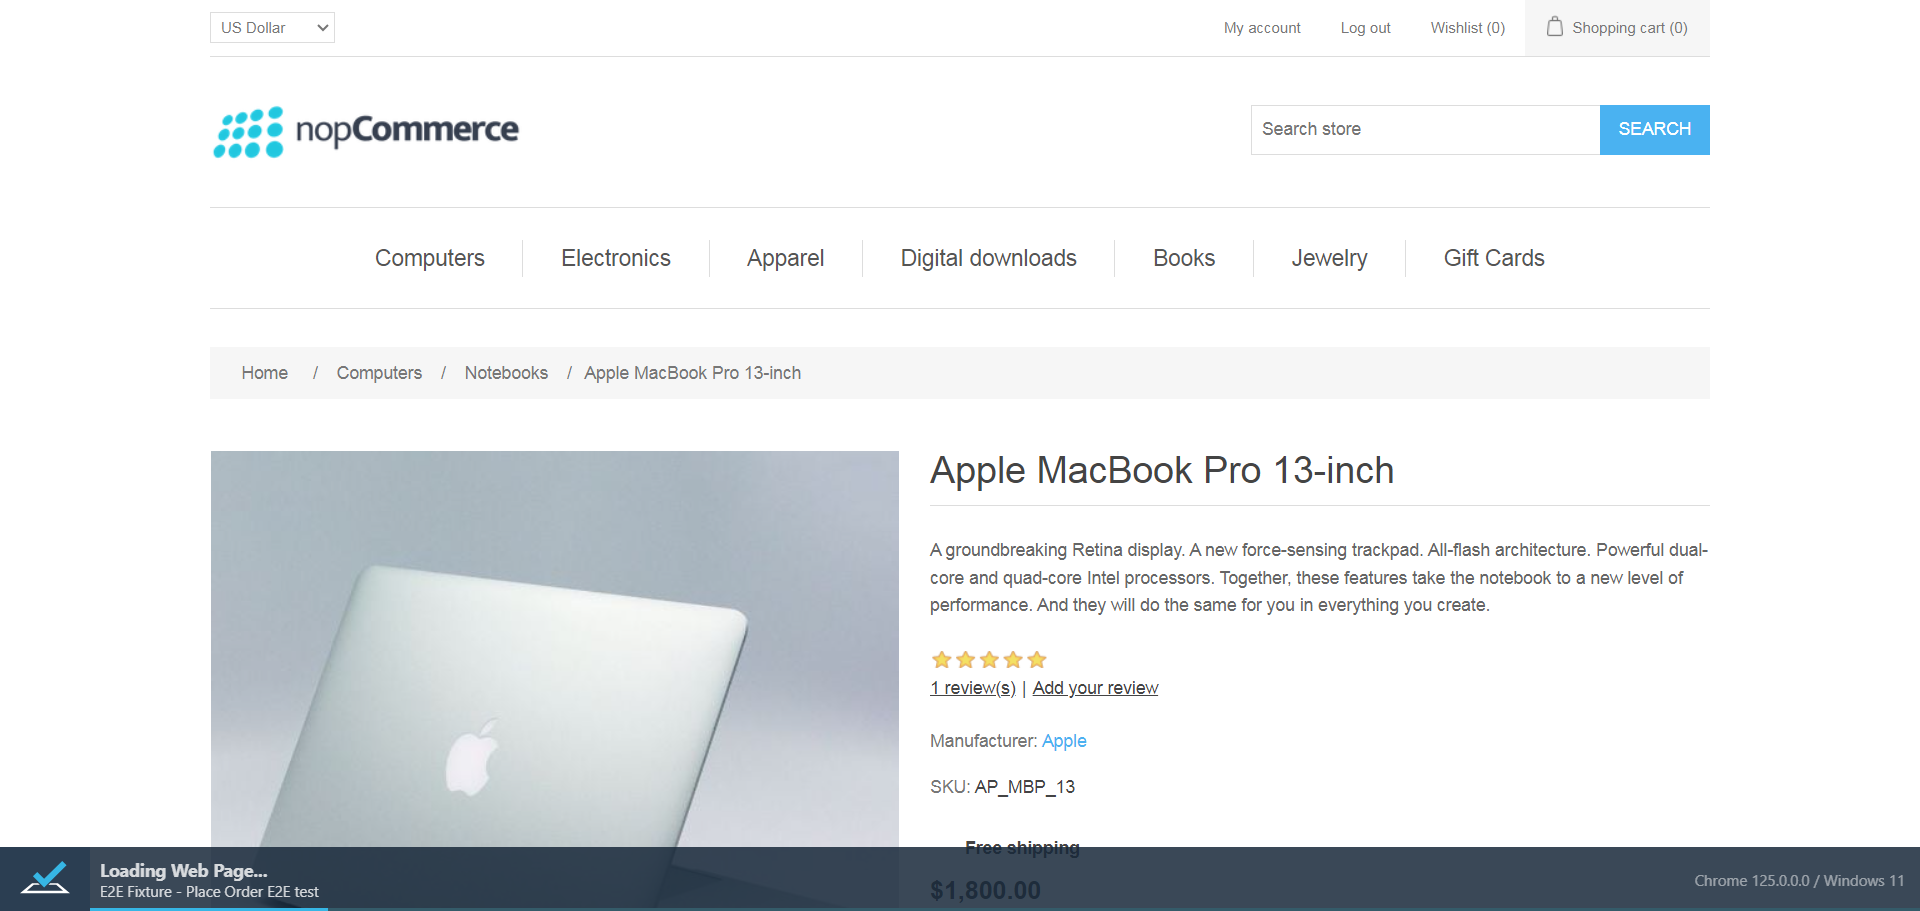 US Dollar
My account
Log out
Wishlist (0)
Shopping cart (0)
nopCommerce
Search store
SEARCH
Computers
Electronics
Apparel
Digital downloads
Books
Jewelry
Gift Cards
Home / Computers / Notebooks / Apple MacBook Pro 13-inch
Apple MacBook Pro 13-inch
A groundbreaking Retina display. A new force-sensing trackpad. All-flash architecture. Powerful dual-
core and quad-core Intel processors. Together, these features take the notebook to a new level of
performance. And they will do the same for you in everything you create.
1 review(s) | Add your review
Manufacturer: Apple
SKU: AP_MBP_13
Free shipping
$1,800.00
Loading Web Page...
E2E Fixture - Place Order E2E test
Chrome 125.0.0.0 / Windows 11